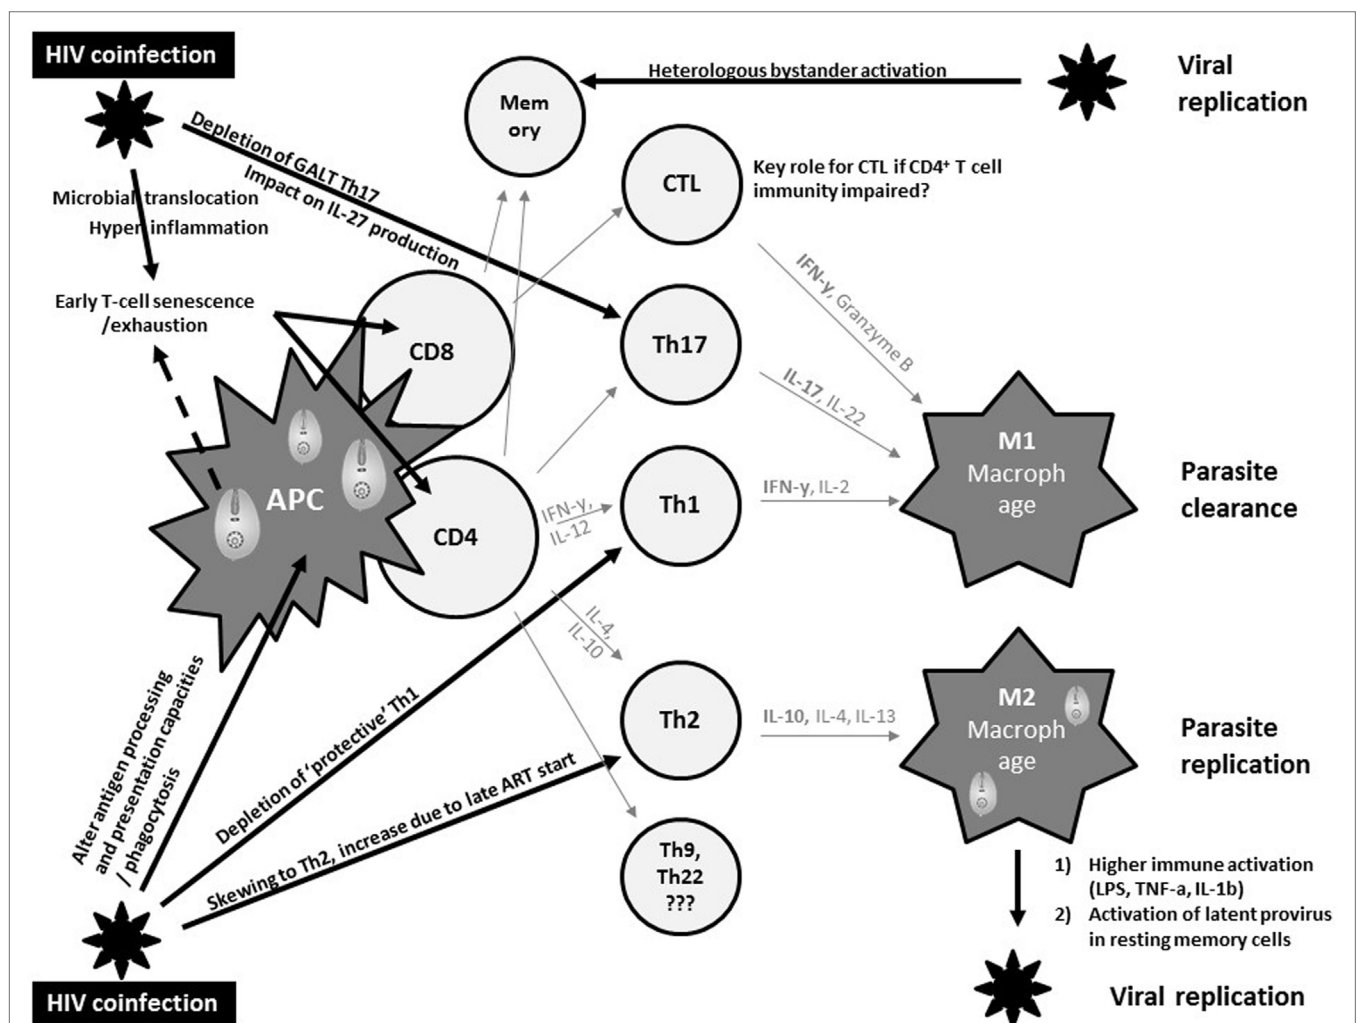 HIV coinfection
Heterologous bystander activation
Viral
replication
Mem
ory
Depletion of GALT Th17
Impact on IL-27 production
CTL
Key role for CTL if CD4⁺ T cell
immunity impaired?
Microbial translocation
Hyper inflammation
IFN-y, Granzyme B
Early T-cell senescence
/exhaustion
CD8
Th17
IL-17, IL-22
M1
Macroph
age
Parasite
clearance
APC
CD4
IFN-y,
IL-12
Th1
IFN-y, IL-2
IL-4,
IL-10
Th2
IL-10, IL-4, IL-13
M2
Macroph
age
Parasite
replication
Alter antigen processing
and presentation capacities
/ phagocytosis
Depletion of ‘protective’ Th1
Skewing to Th2, increase due to late ART start
Th9,
Th22
???
1) Higher immune activation
(LPS, TNF-a, IL-1b)
2) Activation of latent provirus
in resting memory cells
HIV coinfection
Viral replication